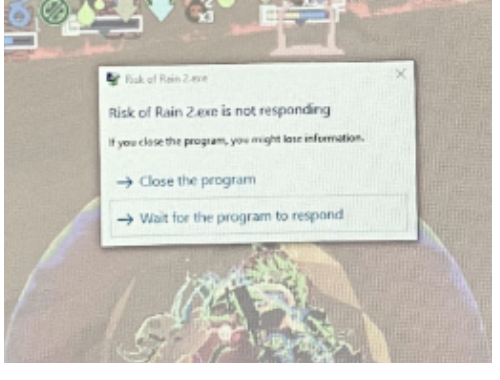 x3
Risk of Rain 2.exe
Risk of Rain 2.exe is not responding
If you close the program, you might lose information.
→ Close the program
→ Wait for the program to respond